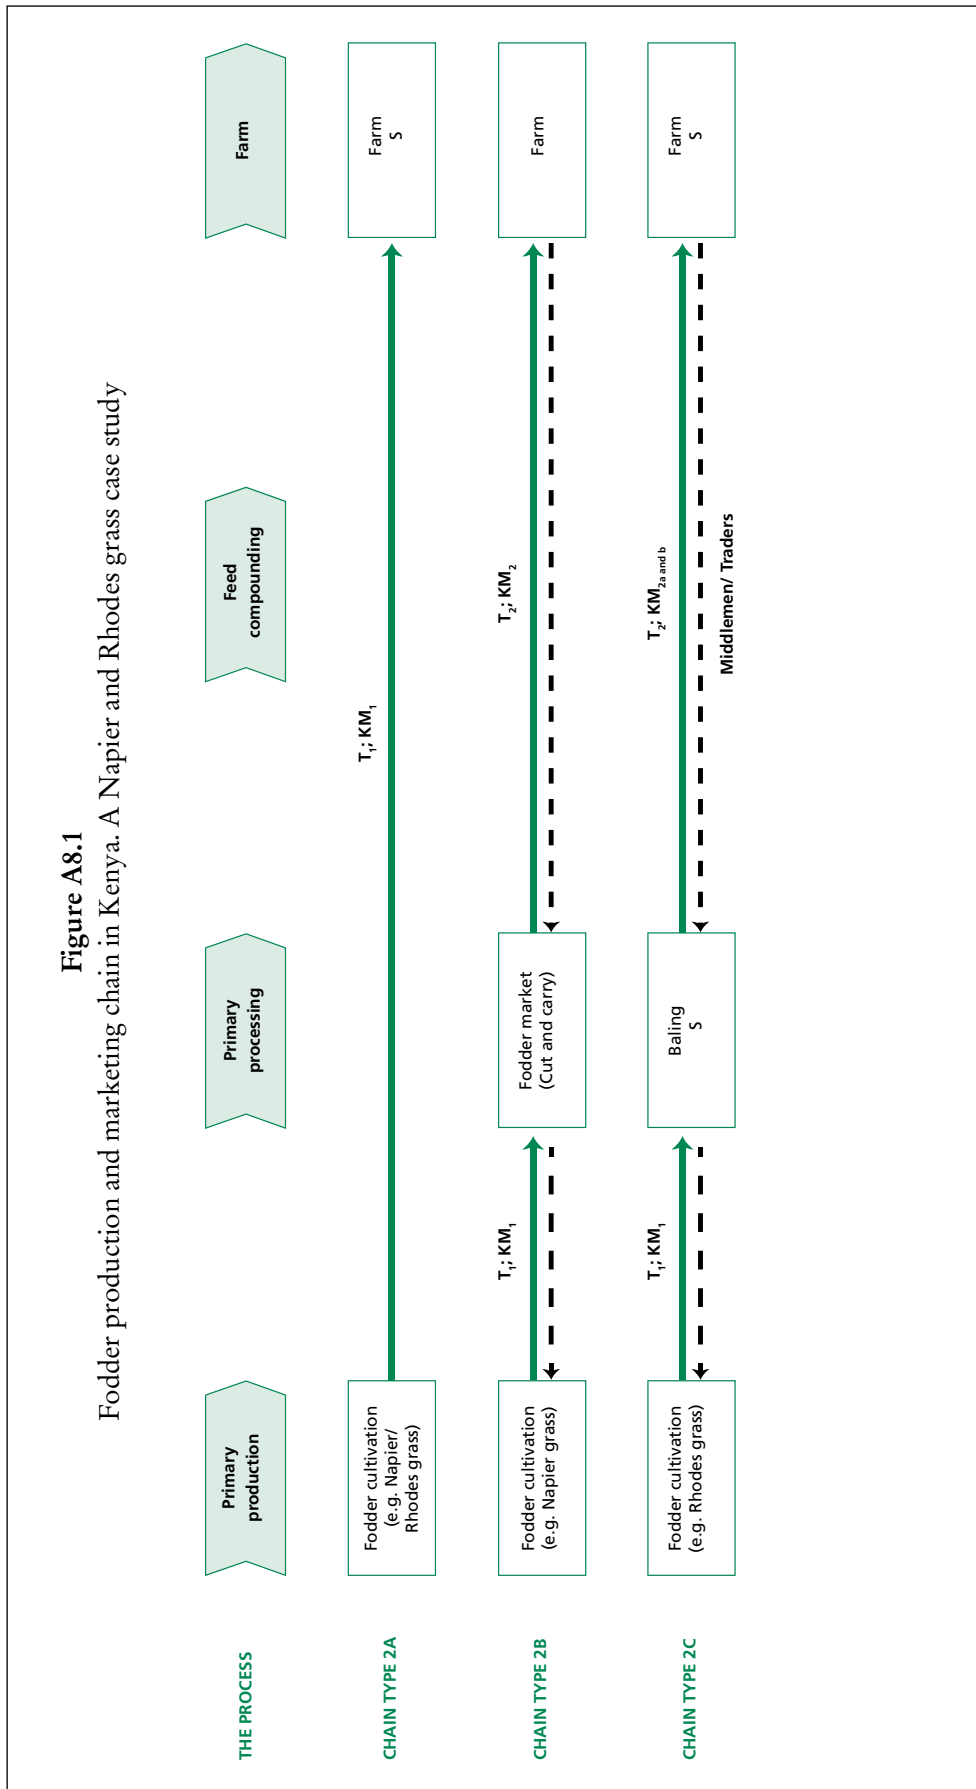 Figure A8.1
Fodder production and marketing chain in Kenya. A Napier and Rhodes grass case study
THE PROCESS
Primary
production
Primary
processing
Feed
compounding
Farm
CHAIN TYPE 2A
Fodder cultivation
(e.g. Napier/
Rhodes grass)
T₁; KM₁
Farm
S
CHAIN TYPE 2B
Fodder cultivation
(e.g. Napier grass)
T₁; KM₁
Fodder market
(Cut and carry)
T₂; KM₂
Farm
CHAIN TYPE 2C
Fodder cultivation
(e.g. Rhodes grass)
T₁; KM₁
Baling
S
T₂; KM2a and b
Middlemen/ Traders
Farm
S